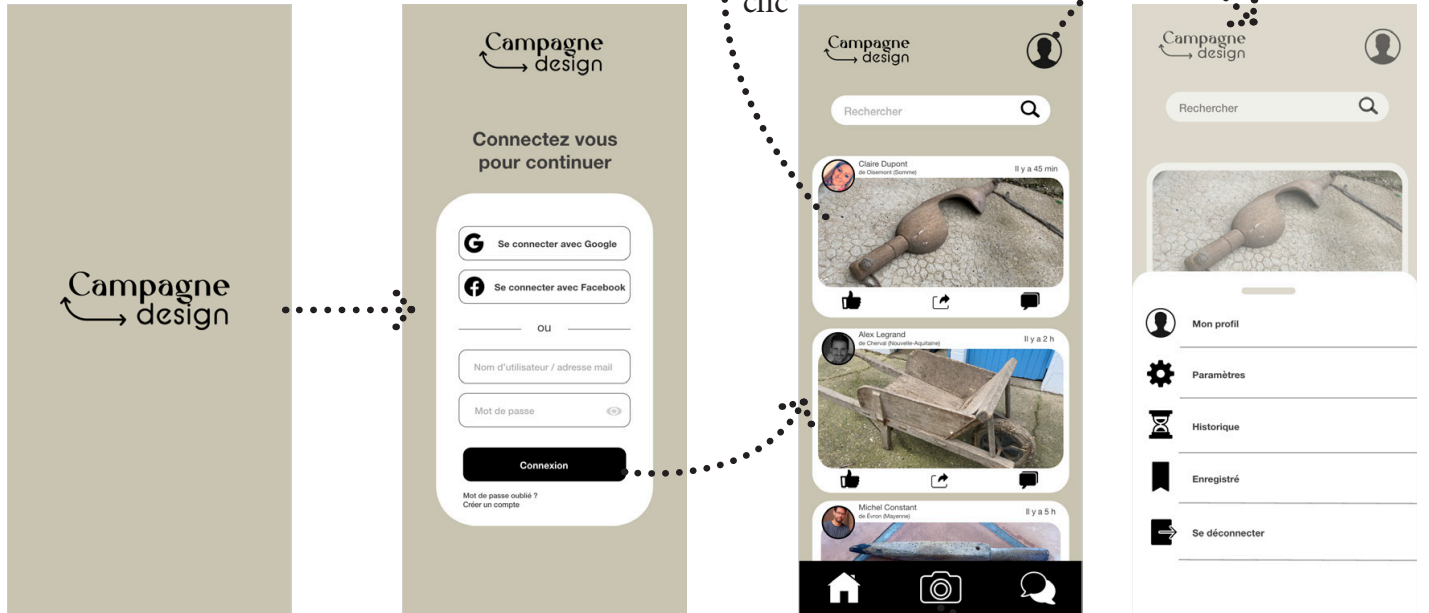 clic
Campagne
design
Campagne
design
Connectez vous
pour continuer
Se connecter avec Google
Se connecter avec Facebook
ou
Nom d'utilisateur / adresse mail
Mot de passe
Connexion
Mot de passe oublié ?
Créer un compte
Campagne
design
Rechercher
Claire Dupont
de Oisemont (Somme)
Il y a 45 min
Alex Legrand
de Cherval (Nouvelle-Aquitaine)
Il y a 2 h
Michel Constant
de Évron (Mayenne)
Il y a 5 h
Campagne
design
Rechercher
Mon profil
Paramètres
Historique
Enregistré
Se déconnecter